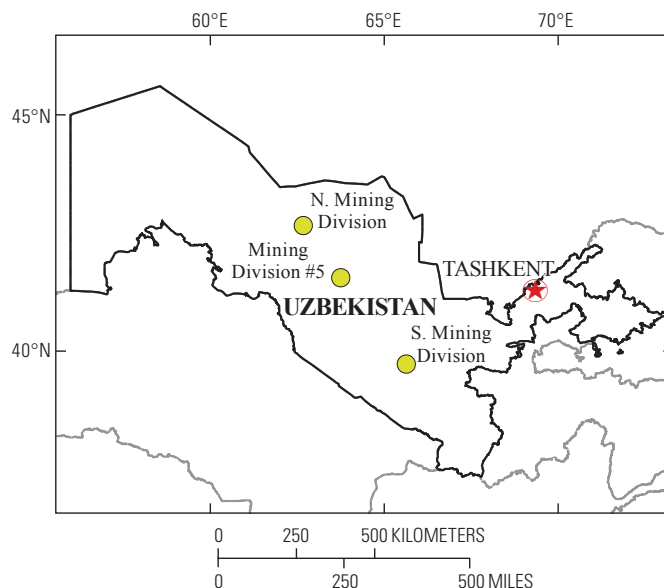 60°E 65°E 70°E
45°N
N. Mining
Division
Mining
Division #5
TASHKENT
UZBEKISTAN
S. Mining
Division
40°N
0 250 500 KILOMETERS
0 250 500 MILES